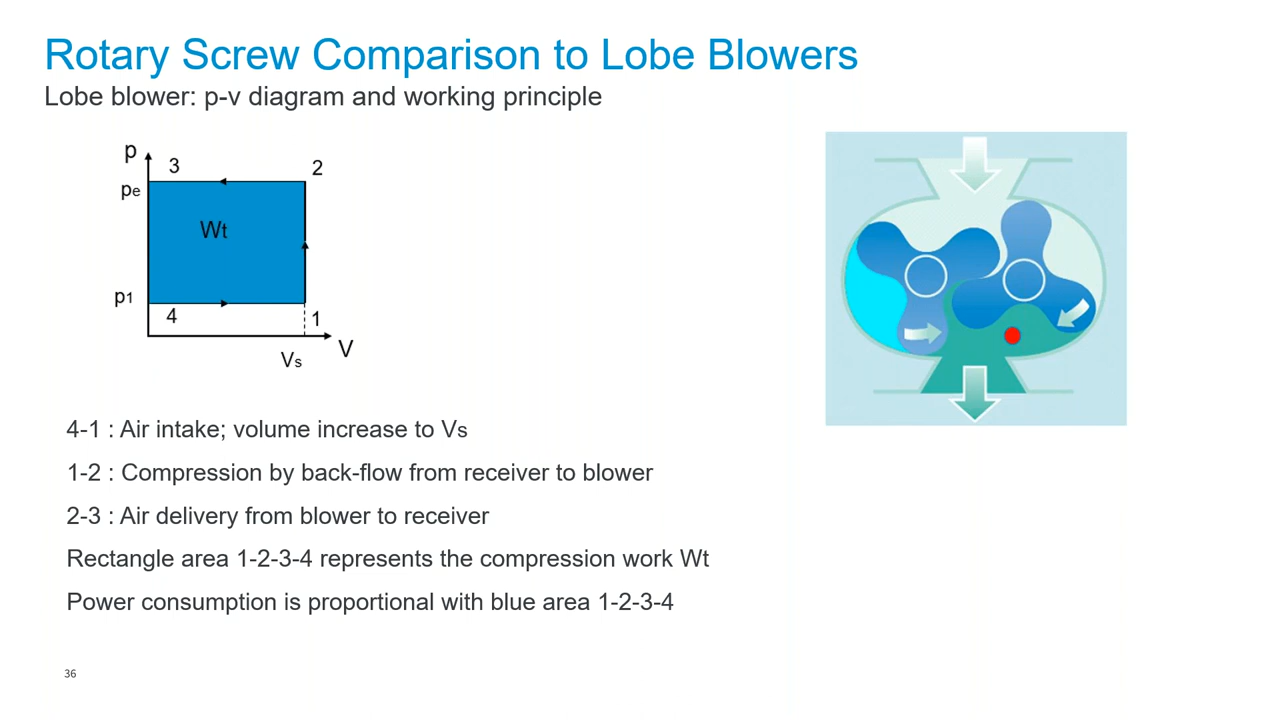 Rotary Screw Comparison to Lobe Blowers
Lobe blower: p-v diagram and working principle
p
3
2
pe
Wt
p1
4
1
Vs
V
4-1 : Air intake; volume increase to Vs
1-2 : Compression by back-flow from receiver to blower
2-3 : Air delivery from blower to receiver
Rectangle area 1-2-3-4 represents the compression work Wt
Power consumption is proportional with blue area 1-2-3-4
36